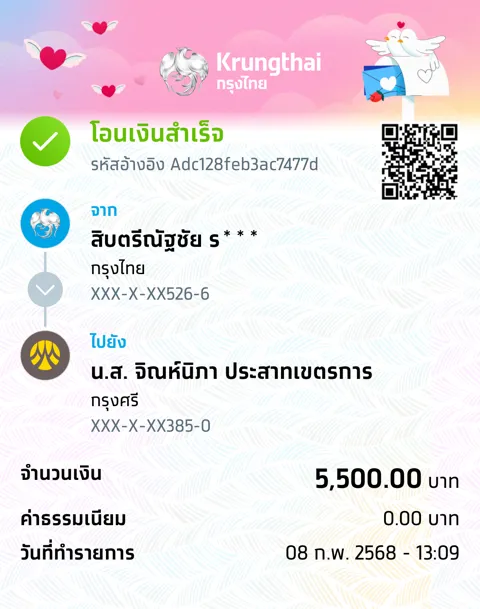 Krungthai
กรุงไทย
โอนเงินสำเร็จ
รหัสอ้างอิง Adc128feb3ac7477d
จาก
สิบตรีณัฐชัย ร***
กรุงไทย
XXX-X-XX526-6
ไปยัง
น.ส. จิณห์นิภา ประสาทเขตรการ
กรุงศรี
XXX-X-XX385-0
จำนวนเงิน 5,500.00 บาท
ค่าธรรมเนียม 0.00 บาท
วันที่ทำรายการ 08 ก.พ. 2568 - 13:09